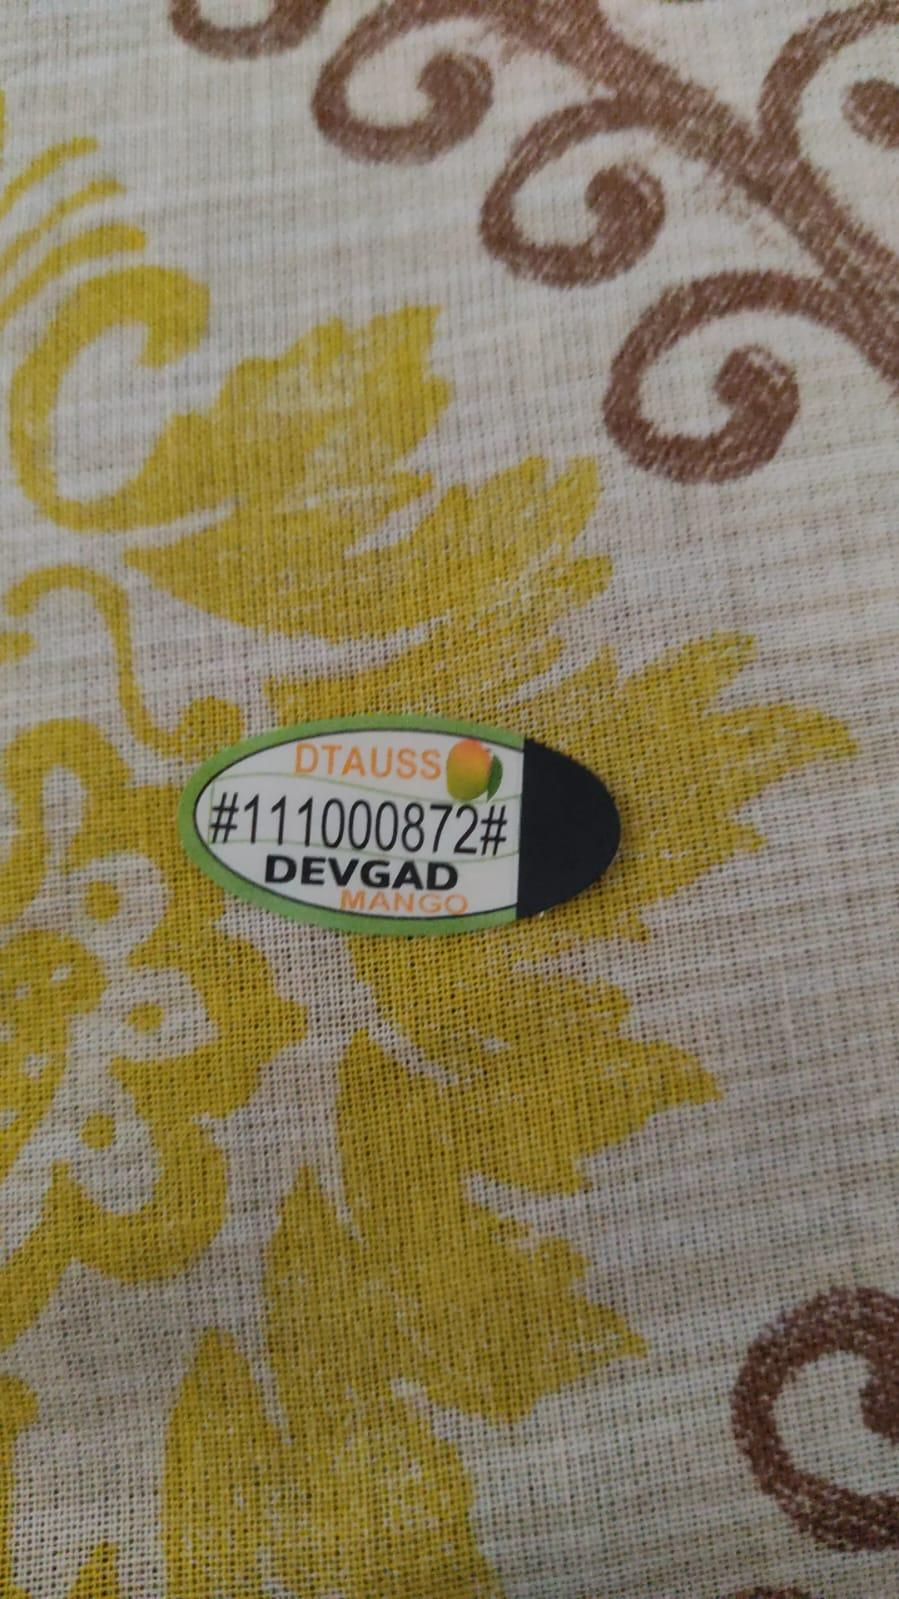 DTAUSS
#111000872#
DEVGAD
MANGO